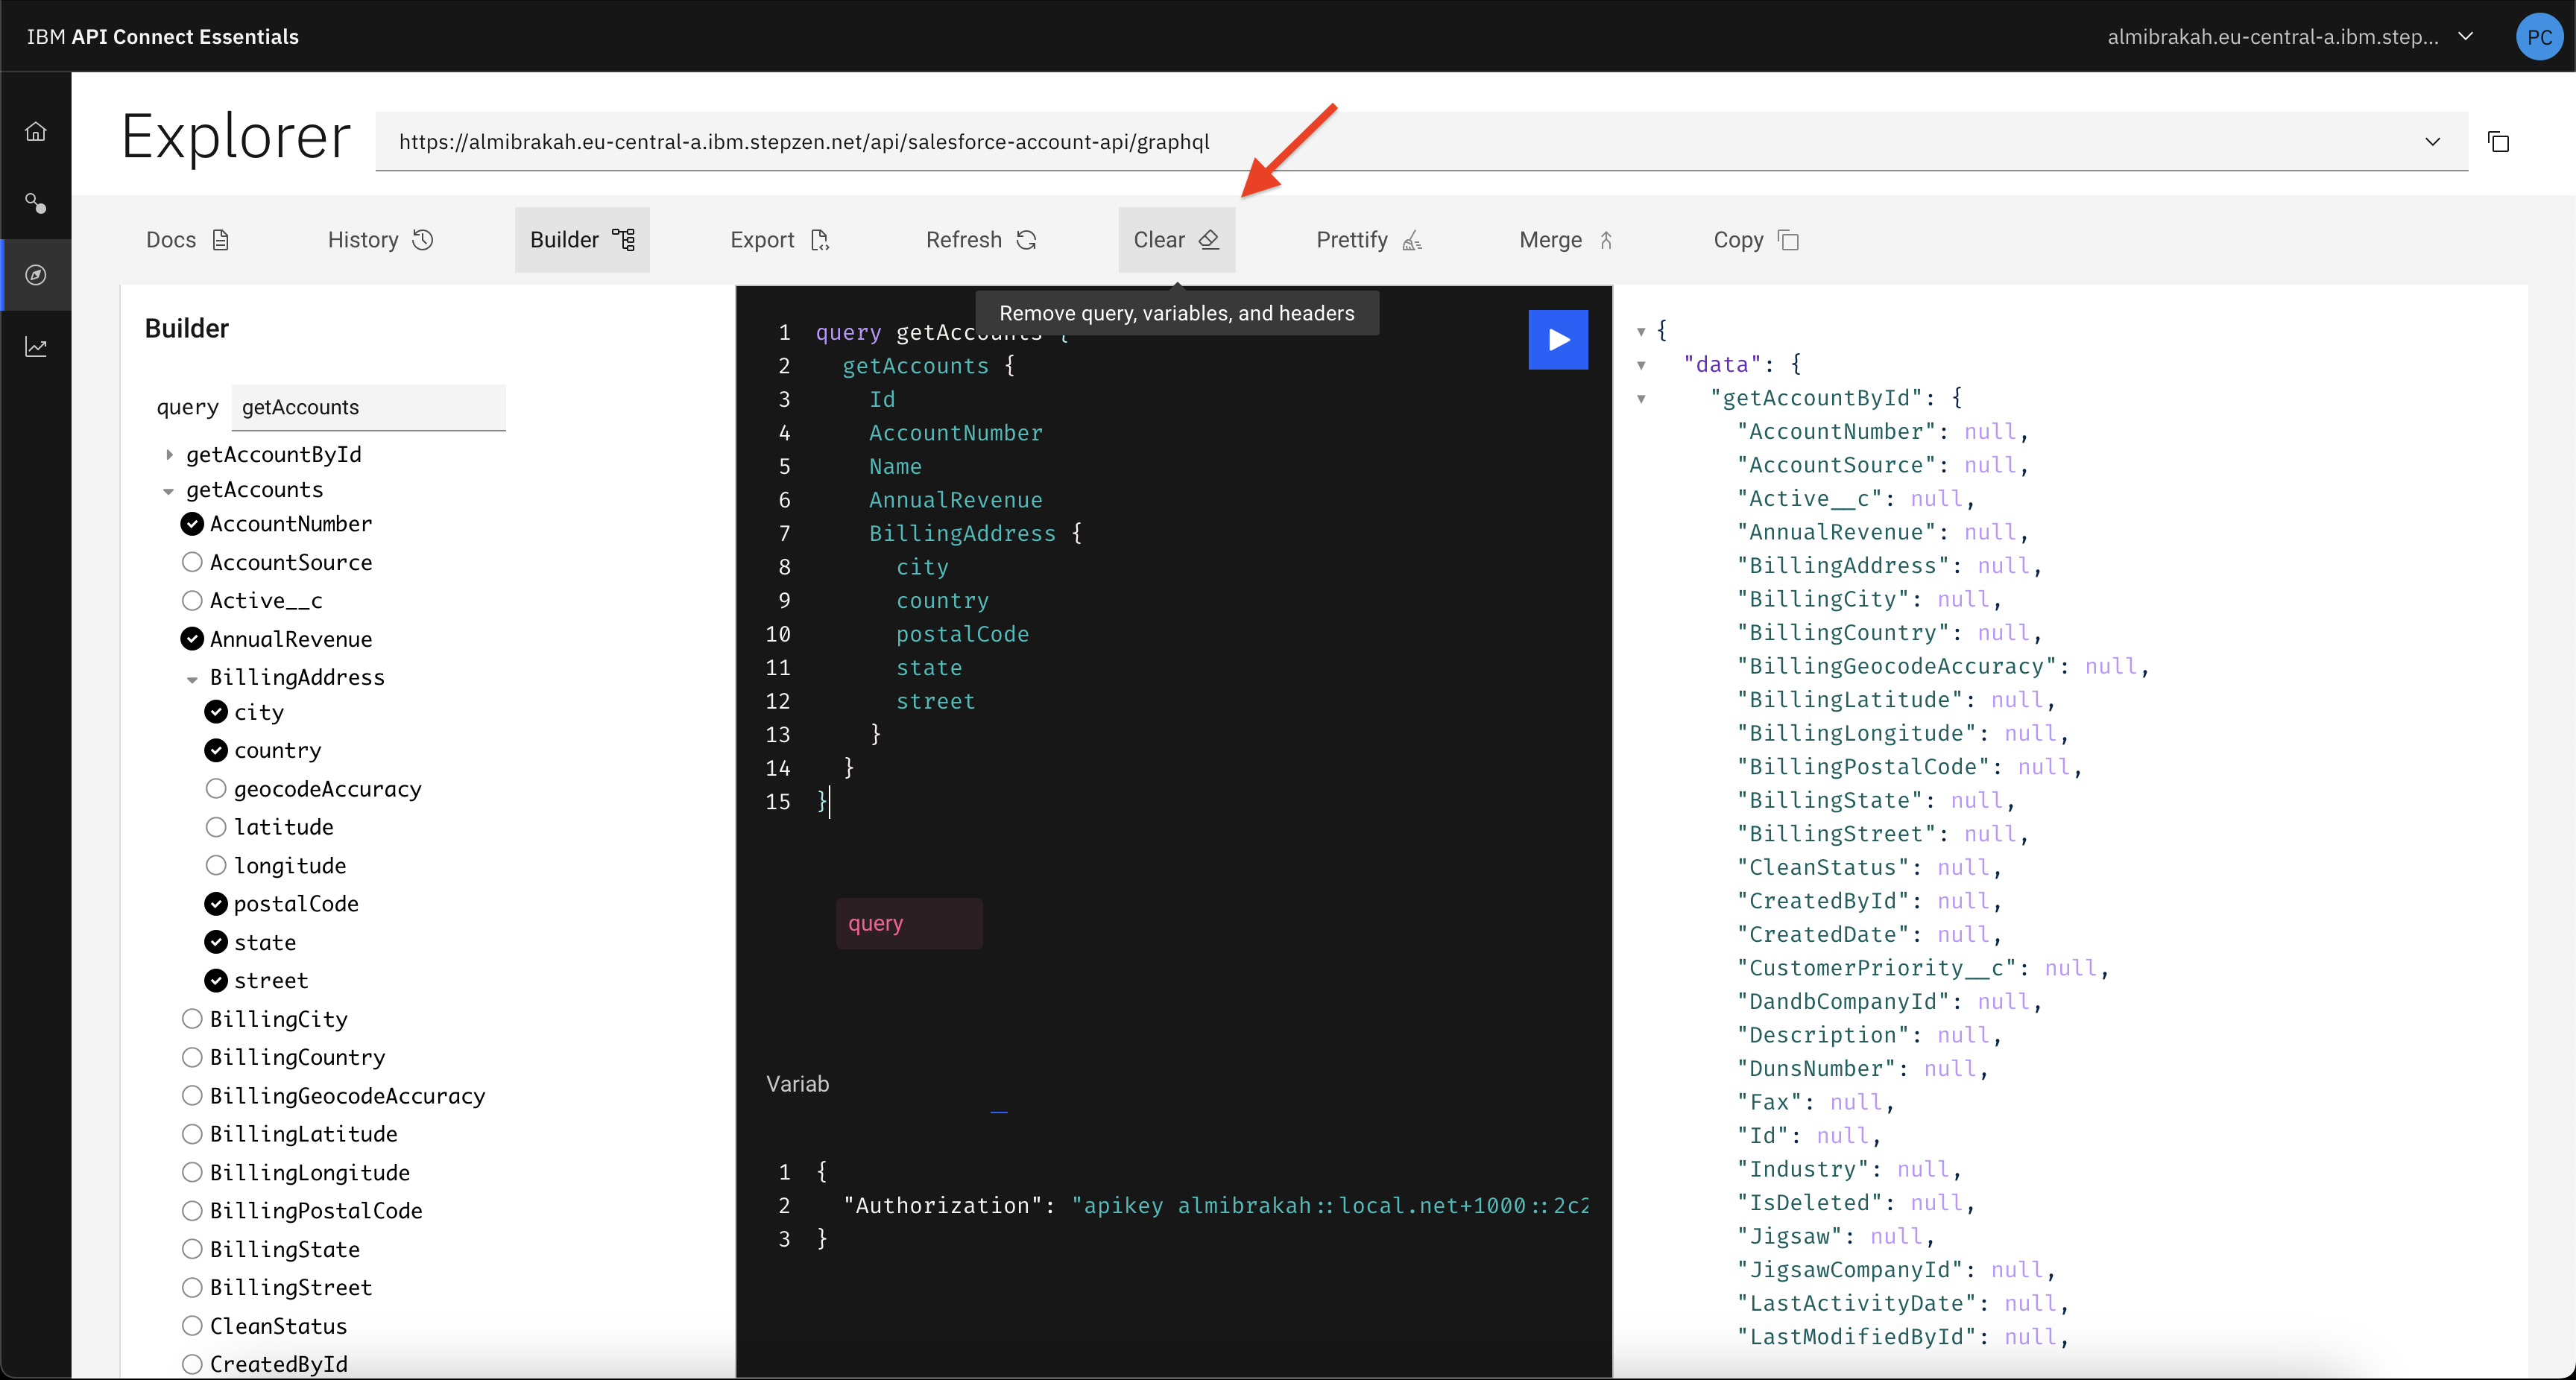 IBM API Connect Essentials
almibrakah.eu-central-a.ibm.step...
PC
Explorer
https://almibrakah.eu-central-a.ibm.stepzen.net/api/salesforce-account-api/graphql
Docs
History
Builder
Export
Refresh
Clear
Prettify
Merge
Copy
Remove query, variables, and headers
Builder
query getAccounts
getAccountById
getAccounts
AccountNumber
AccountSource
Active__c
AnnualRevenue
BillingAddress
city
country
geocodeAccuracy
latitude
longitude
postalCode
state
street
BillingCity
BillingCountry
BillingGeocodeAccuracy
BillingLatitude
BillingLongitude
BillingPostalCode
BillingState
BillingStreet
CleanStatus
CreatedById
1 query getAccounts {
2 getAccounts {
3 Id
4 AccountNumber
5 Name
6 AnnualRevenue
7 BillingAddress {
8 city
9 country
10 postalCode
11 state
12 street
13 }
14 }
15 }
query
Variab
1 {
2 "Authorization": "apikey almibrakah::local.net+1000::2c2
3 }
{
"data": {
"getAccountById": {
"AccountNumber": null,
"AccountSource": null,
"Active__c": null,
"AnnualRevenue": null,
"BillingAddress": null,
"BillingCity": null,
"BillingCountry": null,
"BillingGeocodeAccuracy": null,
"BillingLatitude": null,
"BillingLongitude": null,
"BillingPostalCode": null,
"BillingState": null,
"BillingStreet": null,
"CleanStatus": null,
"CreatedById": null,
"CreatedDate": null,
"CustomerPriority__c": null,
"DandbCompanyId": null,
"Description": null,
"DunsNumber": null,
"Fax": null,
"Id": null,
"Industry": null,
"IsDeleted": null,
"Jigsaw": null,
"JigsawCompanyId": null,
"LastActivityDate": null,
"LastModifiedById": null,